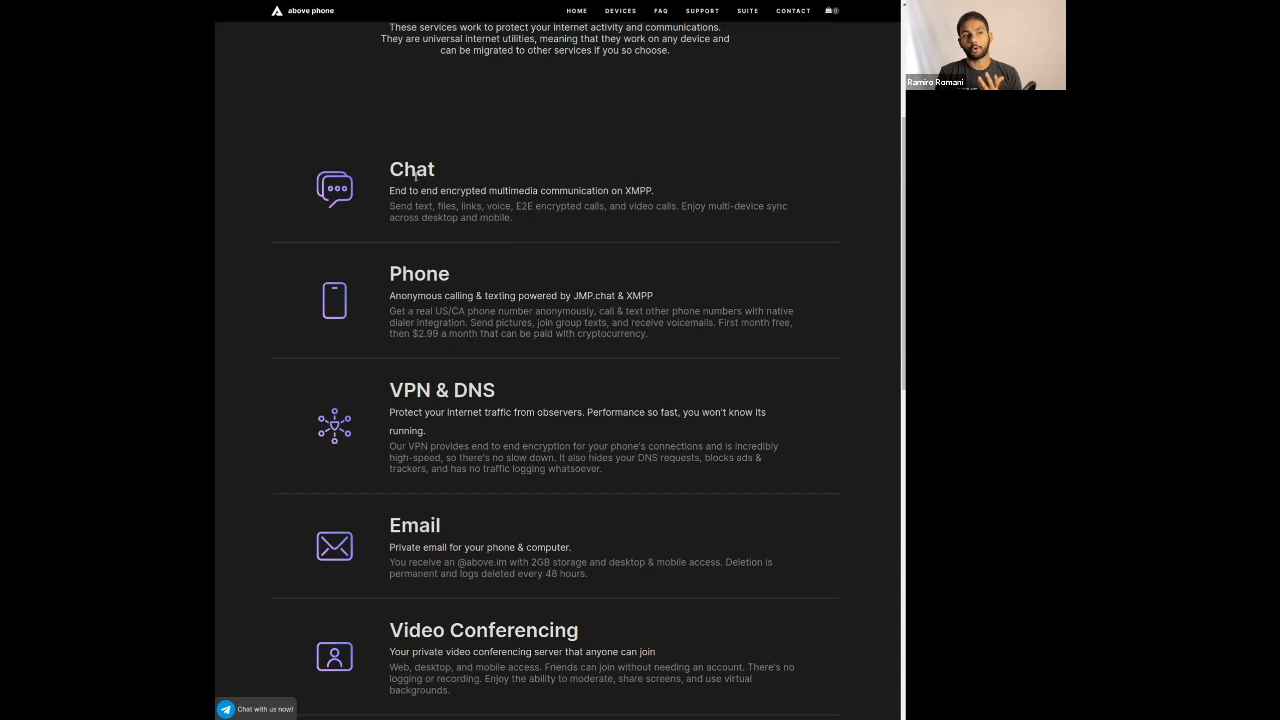 above phone
HOME DEVICES FAQ SUPPORT SUITE CONTACT 0
These services work to protect your internet activity and communications.
They are universal internet utilities, meaning that they work on any device and
can be migrated to other services if you so choose.
Ramiro Romani
Chat
End to end encrypted multimedia communication on XMPP.
Send text, files, links, voice, E2E encrypted calls, and video calls. Enjoy multi-device sync
across desktop and mobile.
Phone
Anonymous calling & texting powered by JMP.chat & XMPP
Get a real US/CA phone number anonymously, call & text other phone numbers with native
dialer integration. Send pictures, join group texts, and receive voicemails. First month free,
then $2.99 a month that can be paid with cryptocurrency.
VPN & DNS
Protect your internet traffic from observers. Performance so fast, you won't know its
running.
Our VPN provides end to end encryption for your phone's connections and is incredibly
high-speed, so there's no slow down. It also hides your DNS requests, blocks ads &
trackers, and has no traffic logging whatsoever.
Email
Private email for your phone & computer.
You receive an @above.im with 2GB storage and desktop & mobile access. Deletion is
permanent and logs deleted every 48 hours.
Video Conferencing
Your private video conferencing server that anyone can join
Web, desktop, and mobile access. Friends can join without needing an account. There's no
logging or recording. Enjoy the ability to moderate, share screens, and use virtual
backgrounds.
Chat with us now!